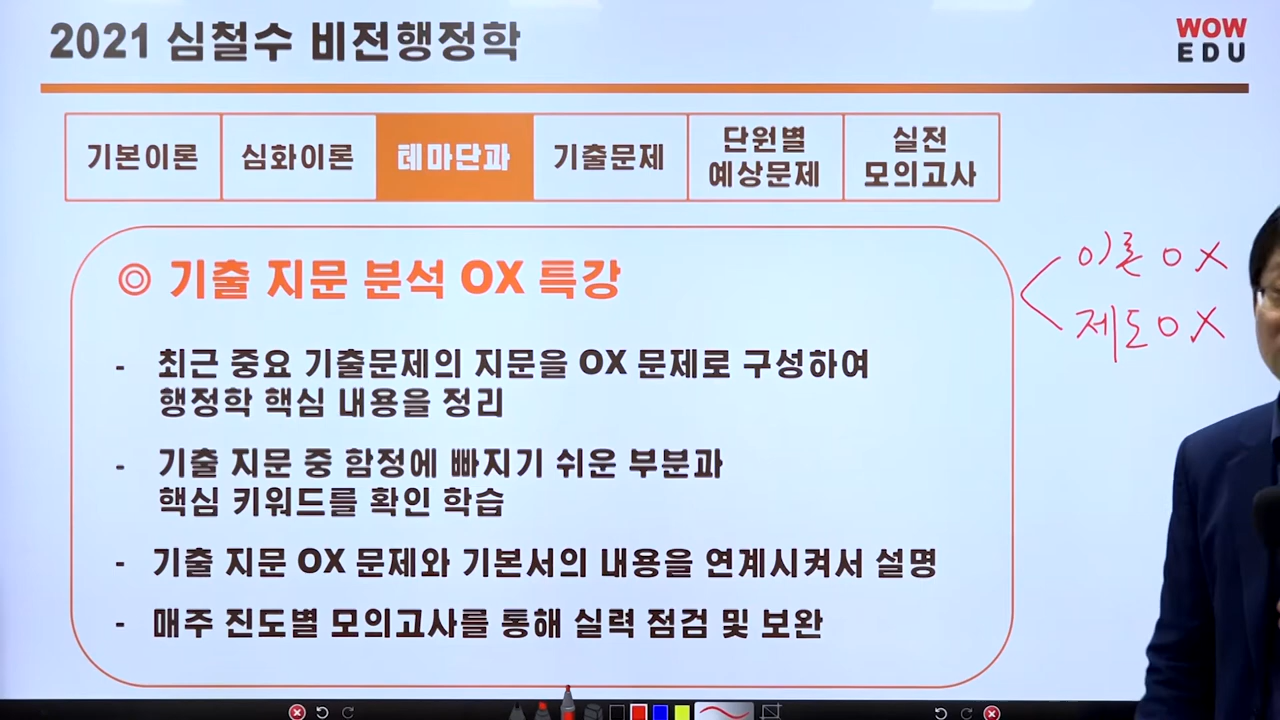 2021 심철수 비전행정학
WOW
EDU
기본이론
심화이론
테마단과
기출문제
단원별
예상문제
실전
모의고사
◎ 기출 지문 분석 OX 특강
- 최근 중요 기출문제의 지문을 OX 문제로 구성하여
행정학 핵심 내용을 정리
- 기출 지문 중 함정에 빠지기 쉬운 부분과
핵심 키워드를 확인 학습
- 기출 지문 OX 문제와 기본서의 내용을 연계시켜서 설명
- 매주 진도별 모의고사를 통해 실력 점검 및 보완
이론 OX
제도 OX